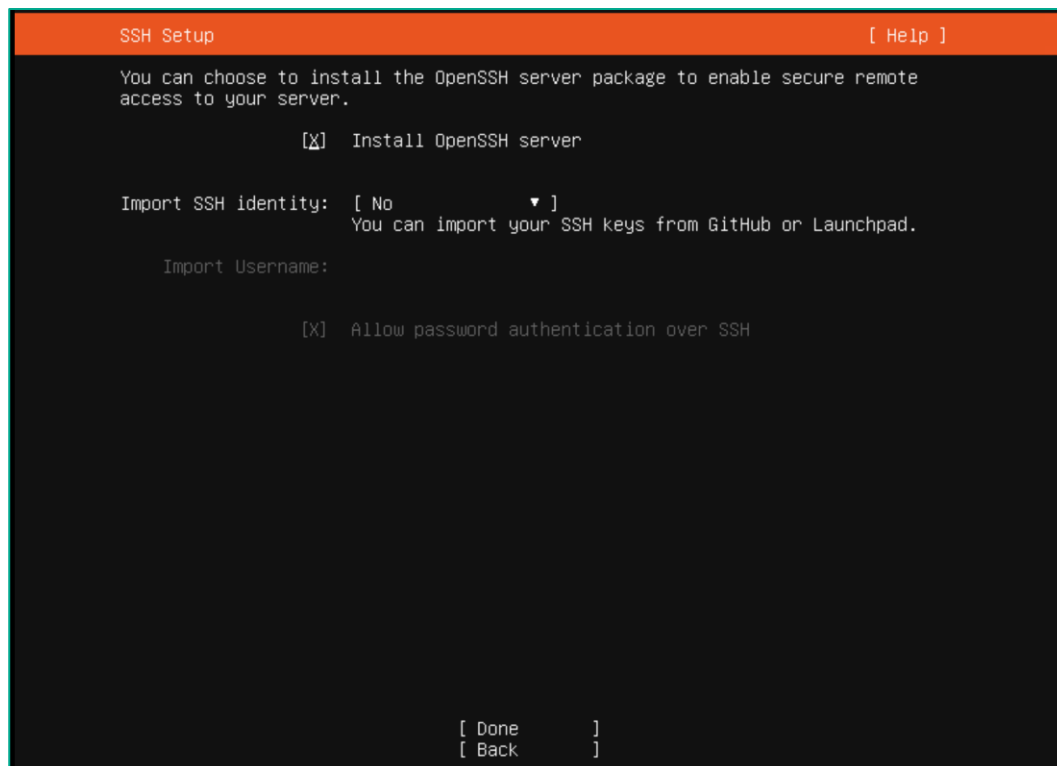 SSH Setup [ Help ]
You can choose to install the OpenSSH server package to enable secure remote
access to your server.
[X] Install OpenSSH server
Import SSH identity: [ No ▼ ]
You can import your SSH keys from GitHub or Launchpad.
Import Username:
[X] Allow password authentication over SSH
[ Done ]
[ Back ]